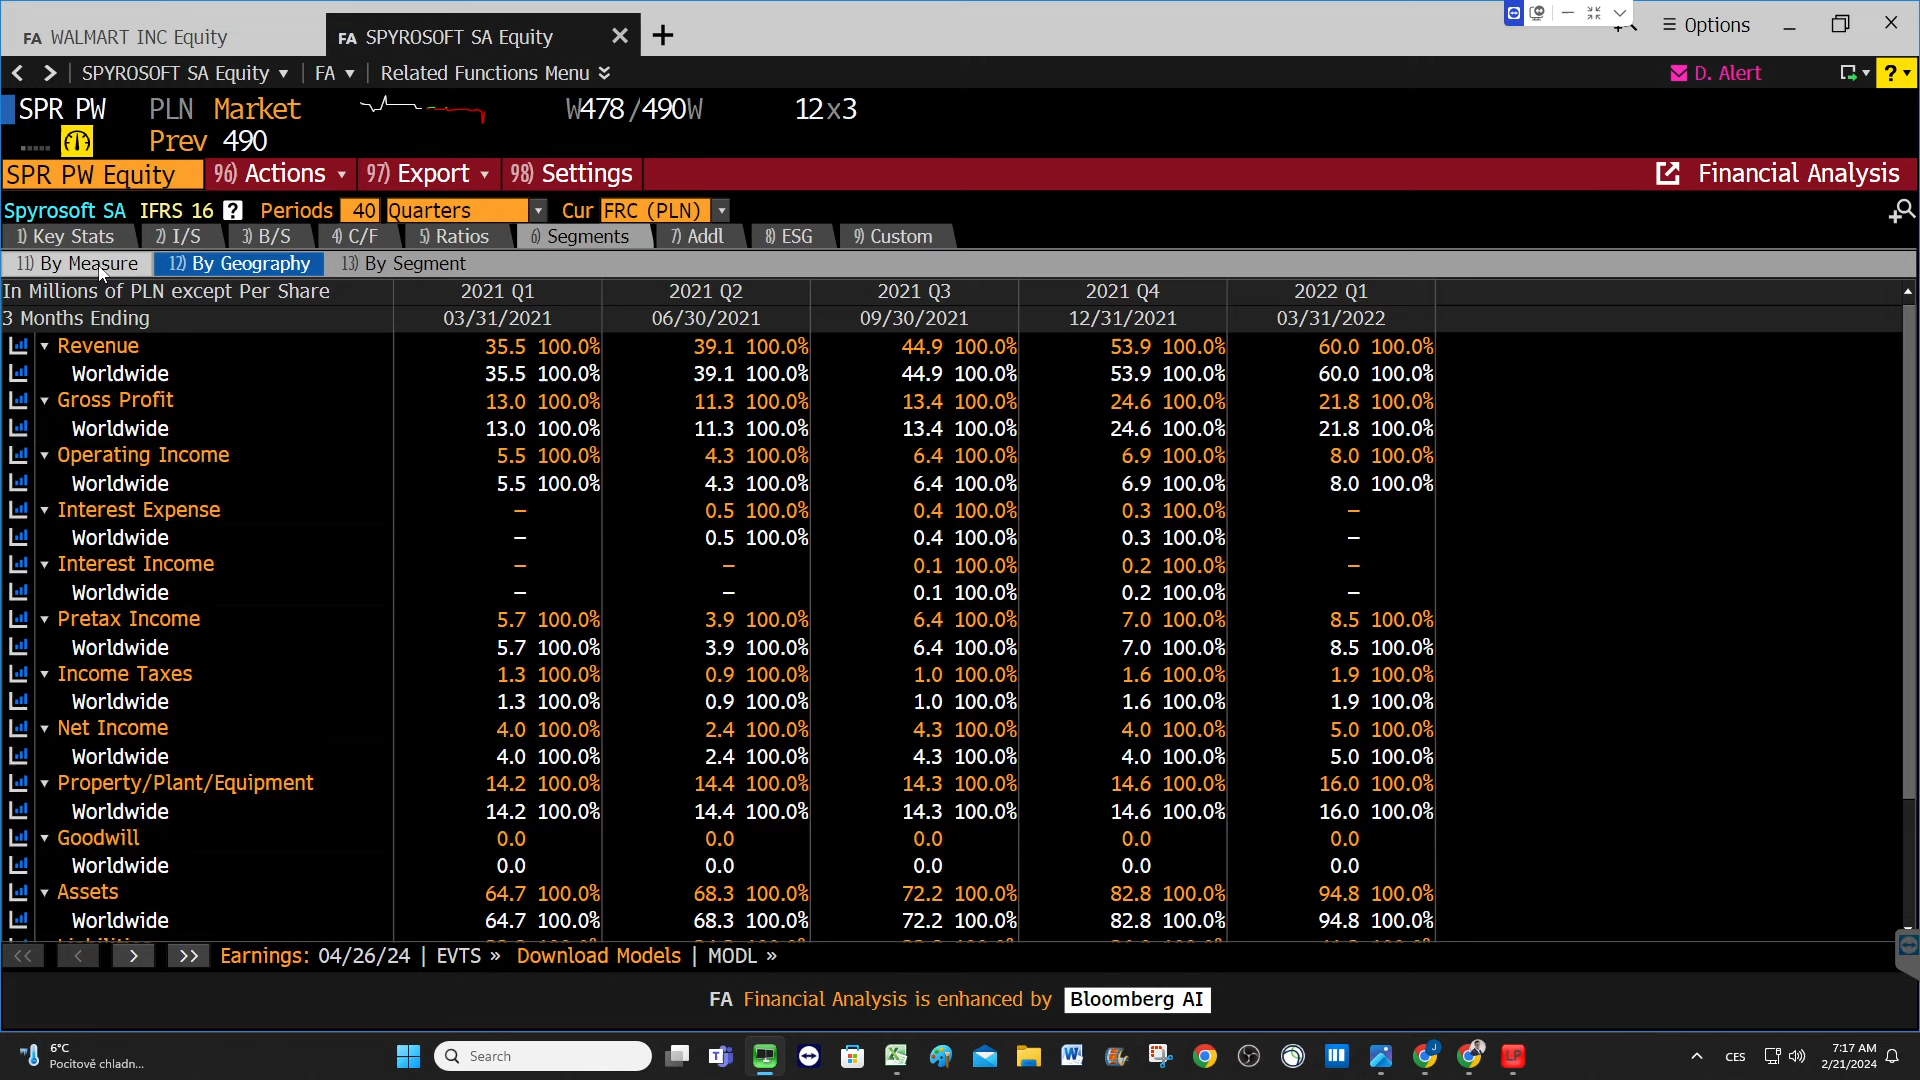 FA WALMART INC Equity
FA SPYROSOFT SA Equity
Options
SPYROSOFT SA Equity | FA | Related Functions Menu
D. Alert
?
SPR PW PLN Market W478/490W 12x3
Prev 490
SPR PW Equity 96) Actions 97) Export 98) Settings Financial Analysis
Spyrosoft SA IFRS 16 ? Periods 40 Quarters Cur FRC (PLN)
1) Key Stats 2) I/S 3) B/S 4) C/F 5) Ratios 6) Segments 7) Addl 8) ESG 9) Custom
11) By Measure 12) By Geography 13) By Segment
In Millions of PLN except Per Share 2021 Q1 2021 Q2 2021 Q3 2021 Q4 2022 Q1
3 Months Ending 03/31/2021 06/30/2021 09/30/2021 12/31/2021 03/31/2022
Revenue 35.5 100.0% 39.1 100.0% 44.9 100.0% 53.9 100.0% 60.0 100.0%
Worldwide 35.5 100.0% 39.1 100.0% 44.9 100.0% 53.9 100.0% 60.0 100.0%
Gross Profit 13.0 100.0% 11.3 100.0% 13.4 100.0% 24.6 100.0% 21.8 100.0%
Worldwide 13.0 100.0% 11.3 100.0% 13.4 100.0% 24.6 100.0% 21.8 100.0%
Operating Income 5.5 100.0% 4.3 100.0% 6.4 100.0% 6.9 100.0% 8.0 100.0%
Worldwide 5.5 100.0% 4.3 100.0% 6.4 100.0% 6.9 100.0% 8.0 100.0%
Interest Expense – 0.5 100.0% 0.4 100.0% 0.3 100.0% –
Worldwide – 0.5 100.0% 0.4 100.0% 0.3 100.0% –
Interest Income – – 0.1 100.0% 0.2 100.0% –
Worldwide – – 0.1 100.0% 0.2 100.0% –
Pretax Income 5.7 100.0% 3.9 100.0% 6.4 100.0% 7.0 100.0% 8.5 100.0%
Worldwide 5.7 100.0% 3.9 100.0% 6.4 100.0% 7.0 100.0% 8.5 100.0%
Income Taxes 1.3 100.0% 0.9 100.0% 1.0 100.0% 1.6 100.0% 1.9 100.0%
Worldwide 1.3 100.0% 0.9 100.0% 1.0 100.0% 1.6 100.0% 1.9 100.0%
Net Income 4.0 100.0% 2.4 100.0% 4.3 100.0% 4.0 100.0% 5.0 100.0%
Worldwide 4.0 100.0% 2.4 100.0% 4.3 100.0% 4.0 100.0% 5.0 100.0%
Property/Plant/Equipment 14.2 100.0% 14.4 100.0% 14.3 100.0% 14.6 100.0% 16.0 100.0%
Worldwide 14.2 100.0% 14.4 100.0% 14.3 100.0% 14.6 100.0% 16.0 100.0%
Goodwill 0.0 0.0 0.0 0.0 0.0
Worldwide 0.0 0.0 0.0 0.0 0.0
Assets 64.7 100.0% 68.3 100.0% 72.2 100.0% 82.8 100.0% 94.8 100.0%
Worldwide 64.7 100.0% 68.3 100.0% 72.2 100.0% 82.8 100.0% 94.8 100.0%
<< < > >> Earnings: 04/26/24 | EVTS » Download Models | MODL »
FA Financial Analysis is enhanced by Bloomberg AI
6°C
Pocitově chladn...
Search
CES
7:17 AM
2/21/2024